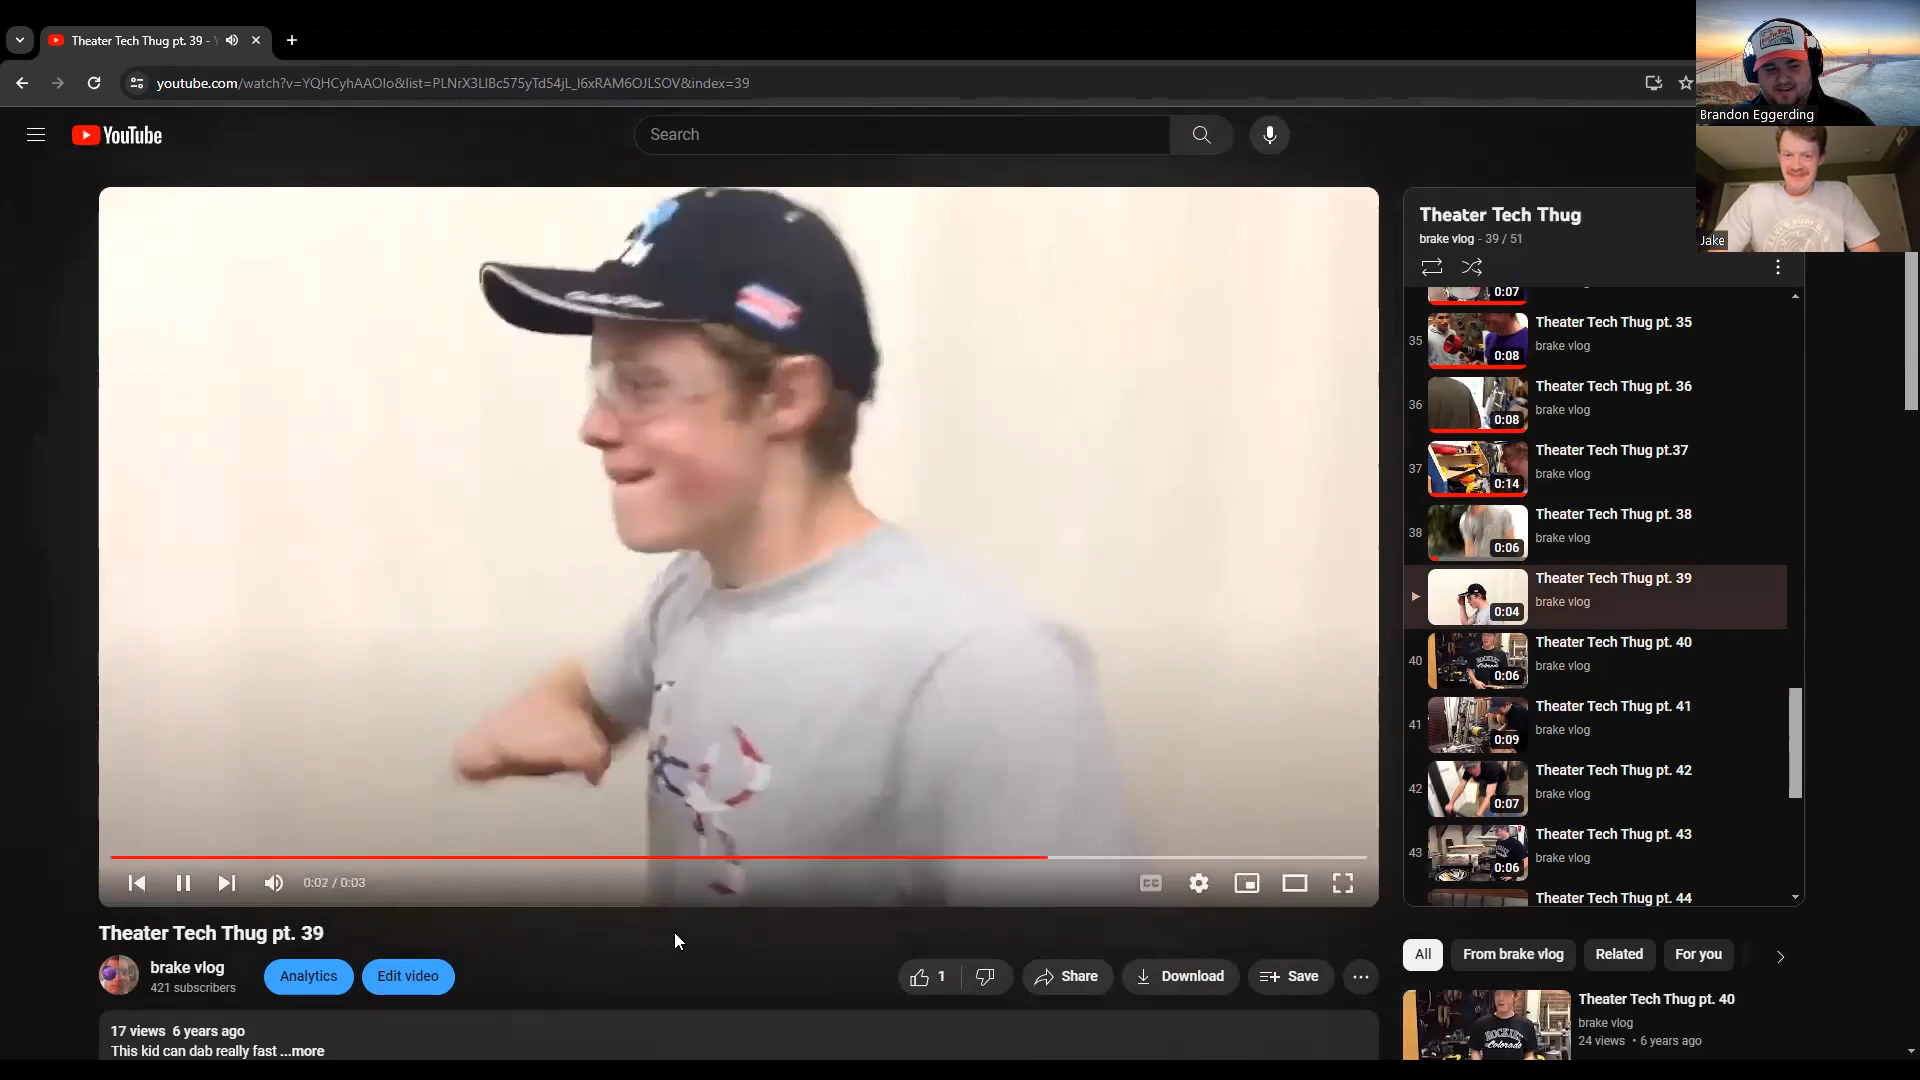 Theater Tech Thug pt. 39 -
youtube.com/watch?v=YQHCyhAAOIo&list=PLNrX3LIBc575yTd54jL_l6xRAM6OJLSOV&index=39
Brandon Eggerding
Jake
YouTube
Search
Theater Tech Thug
brake vlog - 39 / 51
0:07
35
0:08
Theater Tech Thug pt. 35
brake vlog
36
0:08
Theater Tech Thug pt. 36
brake vlog
37
0:14
Theater Tech Thug pt.37
brake vlog
38
0:06
Theater Tech Thug pt. 38
brake vlog
0:04
Theater Tech Thug pt. 39
brake vlog
40
0:06
Theater Tech Thug pt. 40
brake vlog
41
0:09
Theater Tech Thug pt. 41
brake vlog
42
0:07
Theater Tech Thug pt. 42
brake vlog
43
0:06
Theater Tech Thug pt. 43
brake vlog
Theater Tech Thug pt. 44
0:02 / 0:03
CC
Theater Tech Thug pt. 39
brake vlog
421 subscribers
Analytics
Edit video
1
Share
Download
Save
17 views 6 years ago
This kid can dab really fast ...more
All
From brake vlog
Related
For you
ROCKIES
Colorado
Theater Tech Thug pt. 40
brake vlog
24 views • 6 years ago